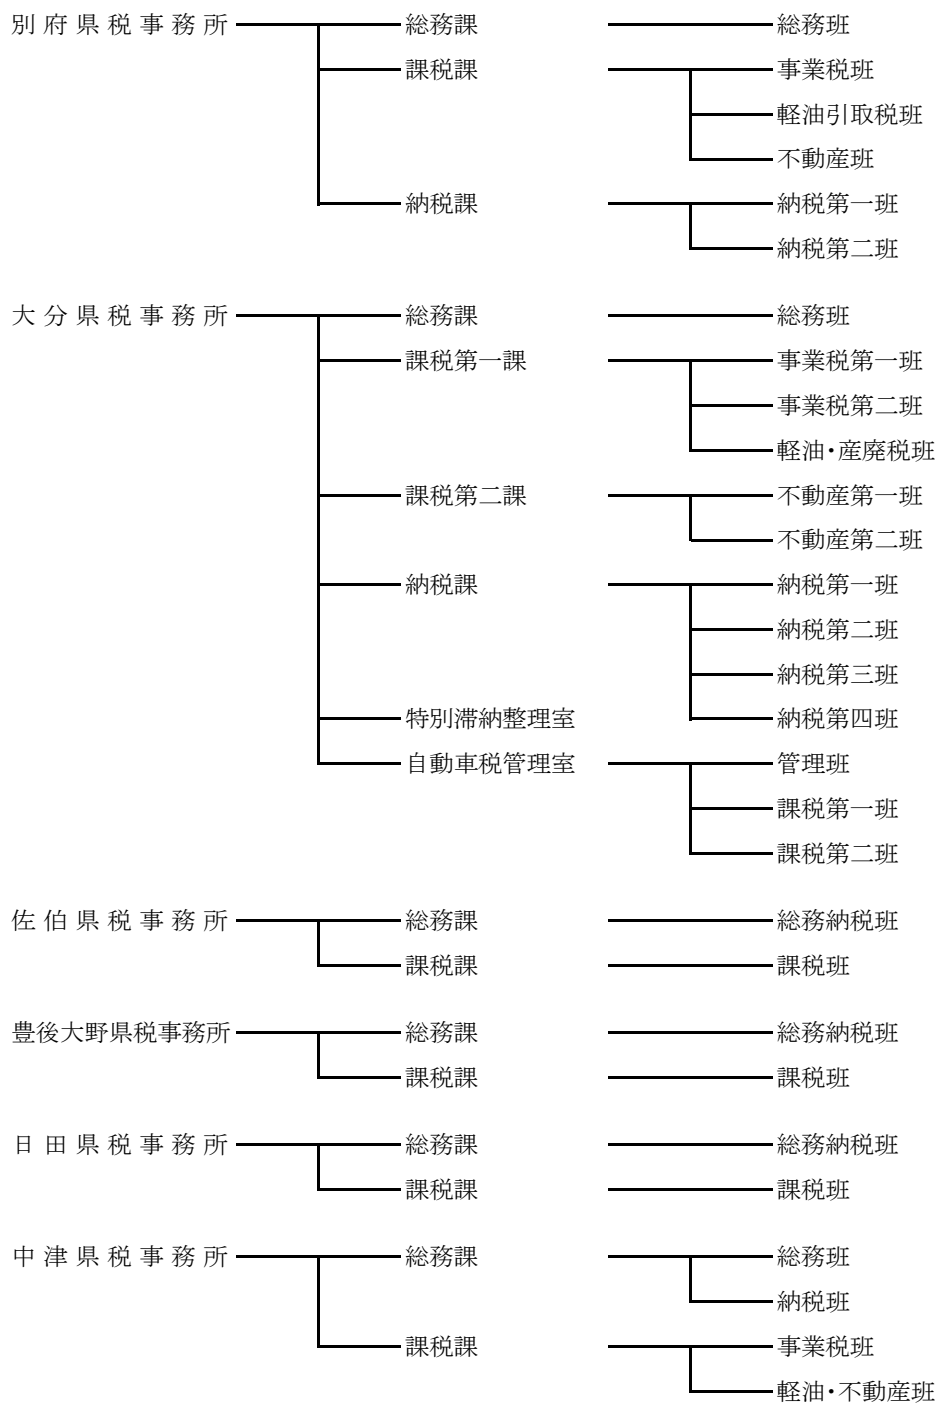 別府県税事務所 総務課 総務班
課税課 事業税班
軽油引取税班
不動産班
納税課 納税第一班
納税第二班
大分県税事務所 総務課 総務班
課税第一課 事業税第一班
事業税第二班
軽油・産廃税班
課税第二課 不動産第一班
不動産第二班
納税課 納税第一班
納税第二班
納税第三班
特別滞納整理室 納税第四班
自動車税管理室 管理班
課税第一班
課税第二班
佐伯県税事務所 総務課 総務納税班
課税課 課税班
豊後大野県税事務所 総務課 総務納税班
課税課 課税班
日田県税事務所 総務課 総務納税班
課税課 課税班
中津県税事務所 総務課 総務班
納税班
課税課 事業税班
軽油・不動産班